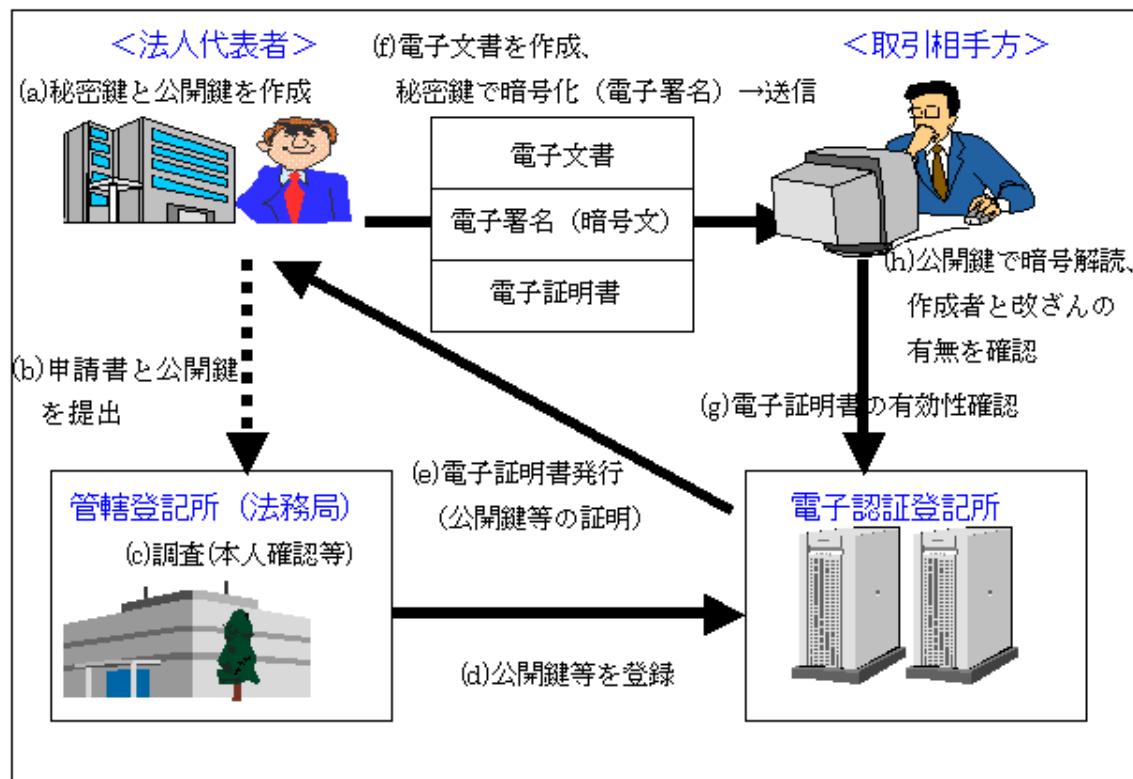 ＜法人代表者＞
(a)秘密鍵と公開鍵を作成
(f)電子文書を作成、
秘密鍵で暗号化（電子署名）→送信
＜取引相手方＞
電子文書
電子署名（暗号文）
電子証明書
(h)公開鍵で暗号解読、
作成者と改ざんの
有無を確認
(b)申請書と公開鍵
を提出
(g)電子証明書の有効性確認
(e)電子証明書発行
（公開鍵等の証明）
管轄登記所（法務局）
(c)調査(本人確認等)
電子認証登記所
(d)公開鍵等を登録